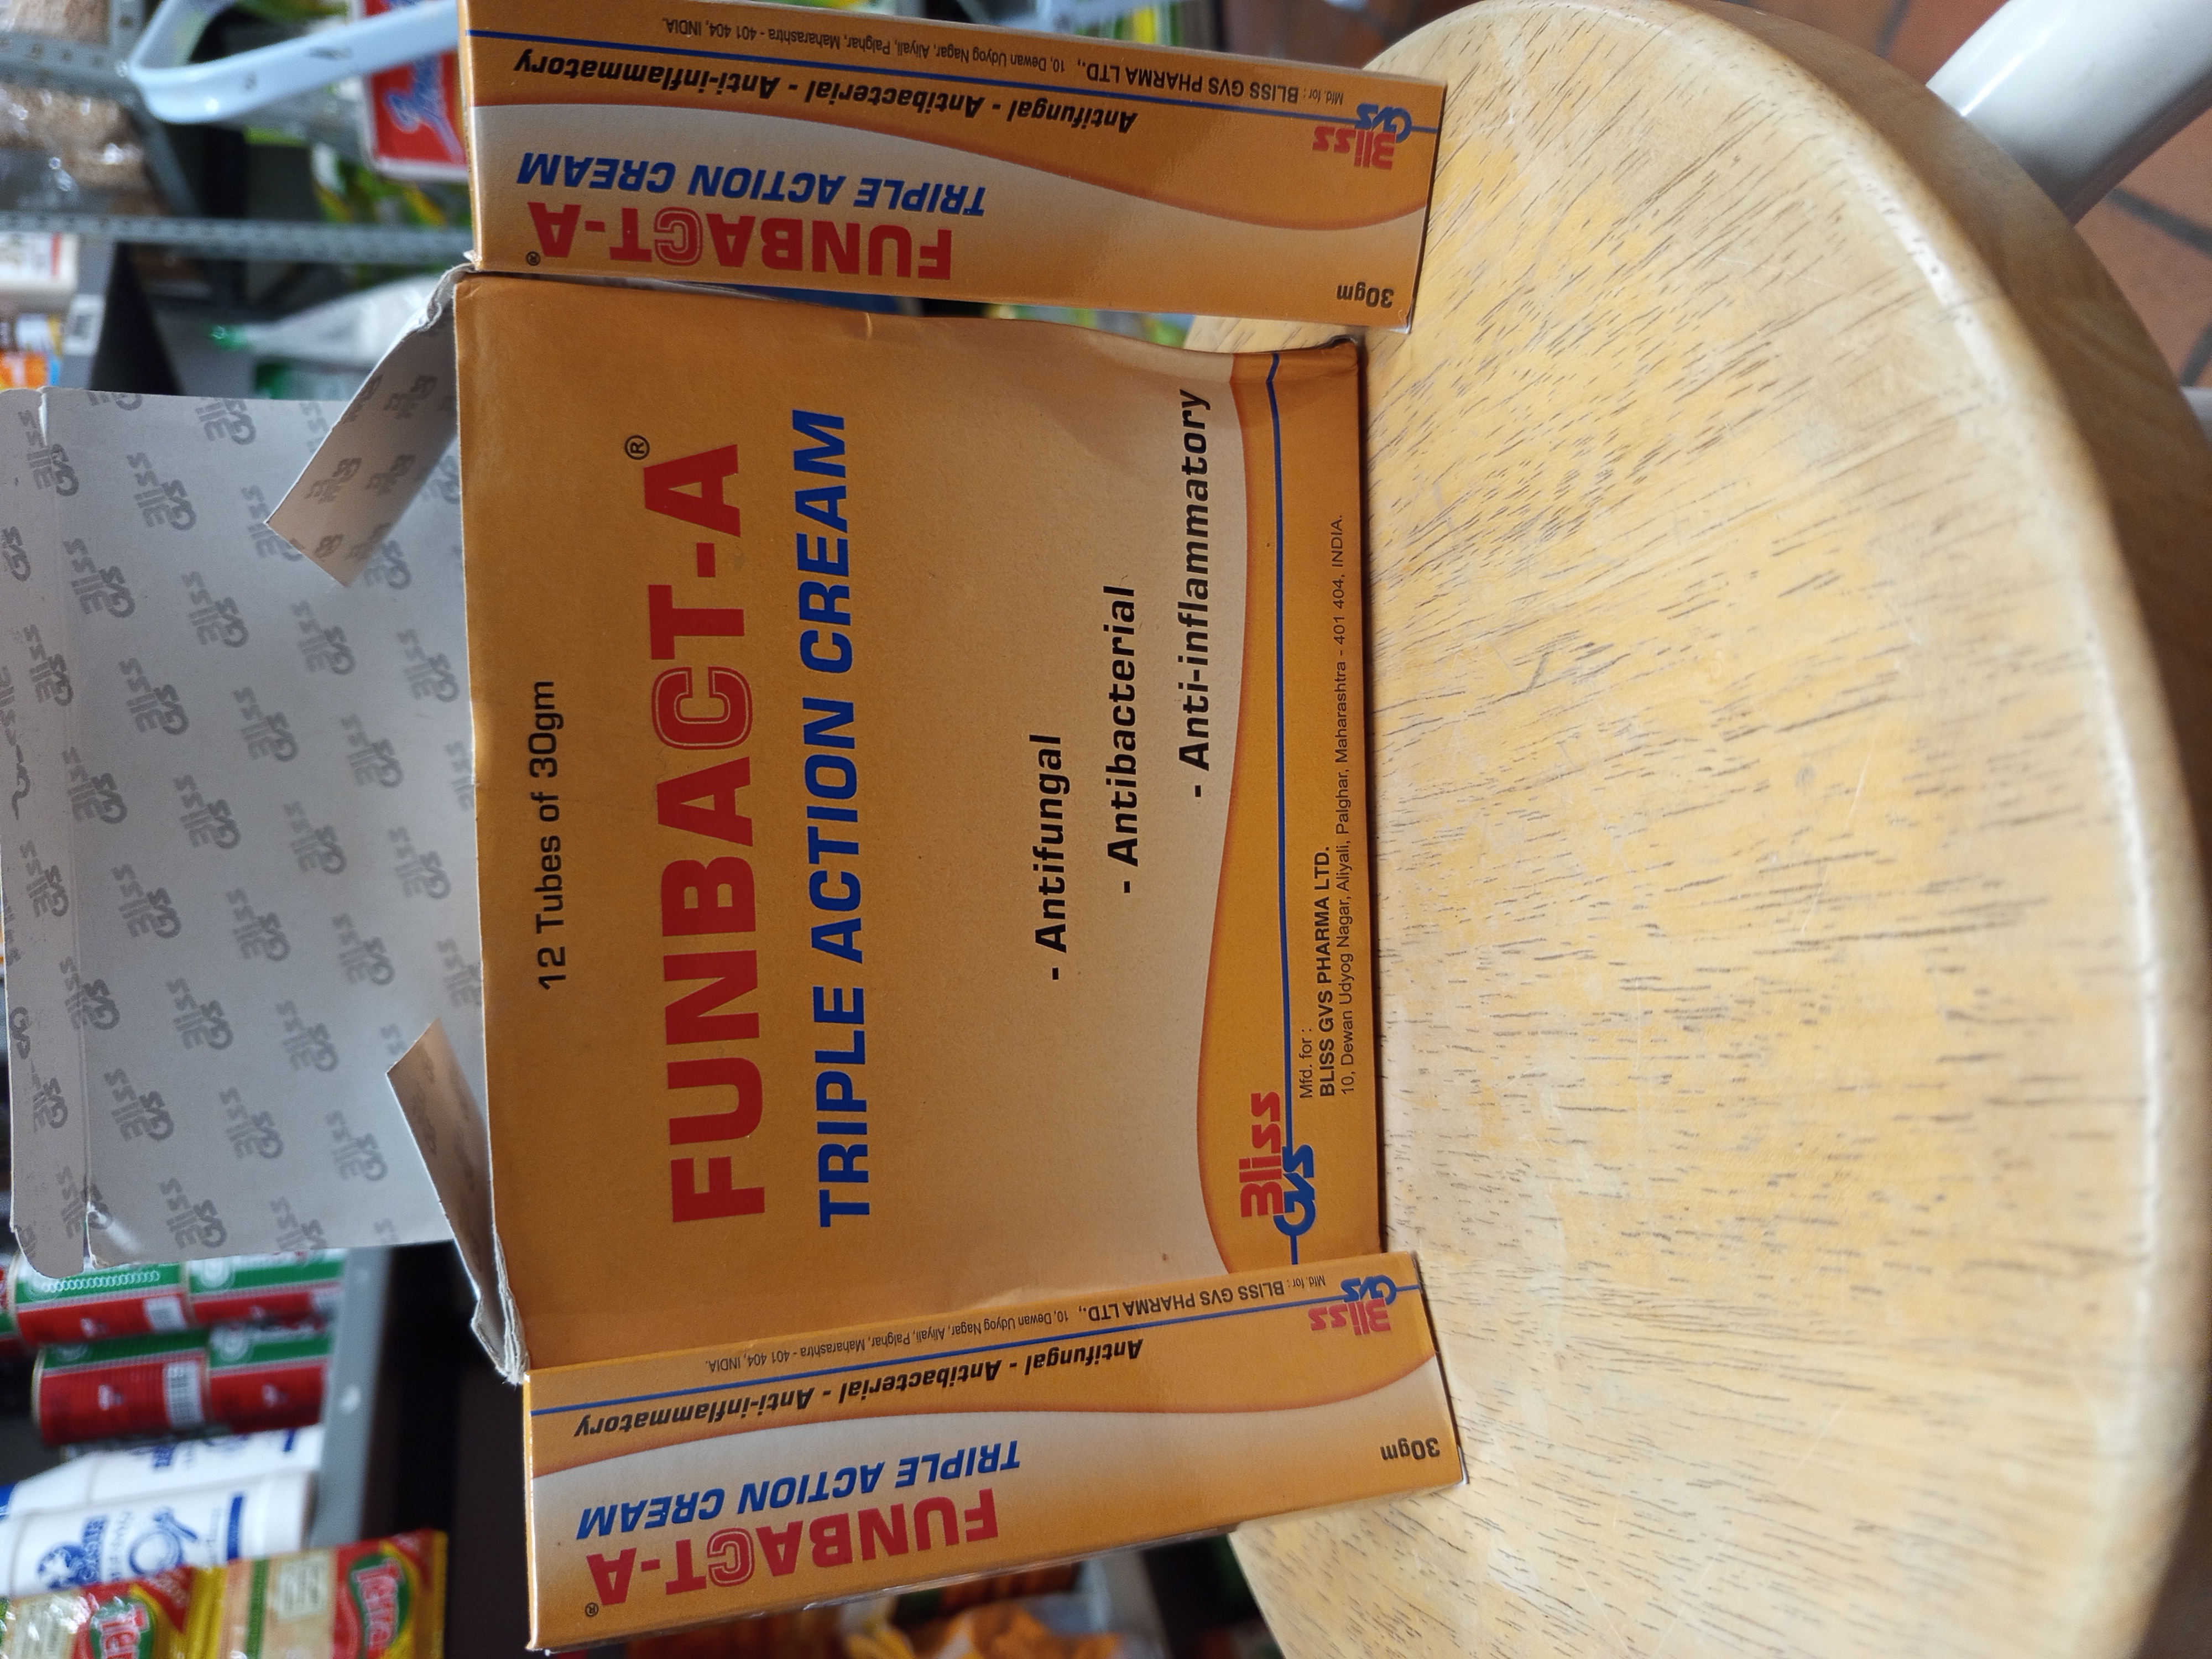 12 Tubes of 30gm
FUNBACT-A®
TRIPLE ACTION CREAM
- Antifungal
- Antibacterial
- Anti-inflammatory
Bliss
GVS
Mfd. for :
BLISS GVS PHARMA LTD.
10, Dewan Udyog Nagar, Aliyali, Palghar, Maharashtra - 401 404, INDIA.
30gm
FUNBACT-A®
TRIPLE ACTION CREAM
Antifungal - Antibacterial - Anti-inflammatory
Bliss
GVS
Mfd. for : BLISS GVS PHARMA LTD., 10, Dewan Udyog Nagar, Aliyali, Palghar, Maharashtra - 401 404, INDIA.
30gm
FUNBACT-A®
TRIPLE ACTION CREAM
Antifungal - Antibacterial - Anti-inflammatory
Bliss
GVS
Mfd. for : BLISS GVS PHARMA LTD., 10, Dewan Udyog Nagar, Aliyali, Palghar, Maharashtra - 401 404, INDIA.